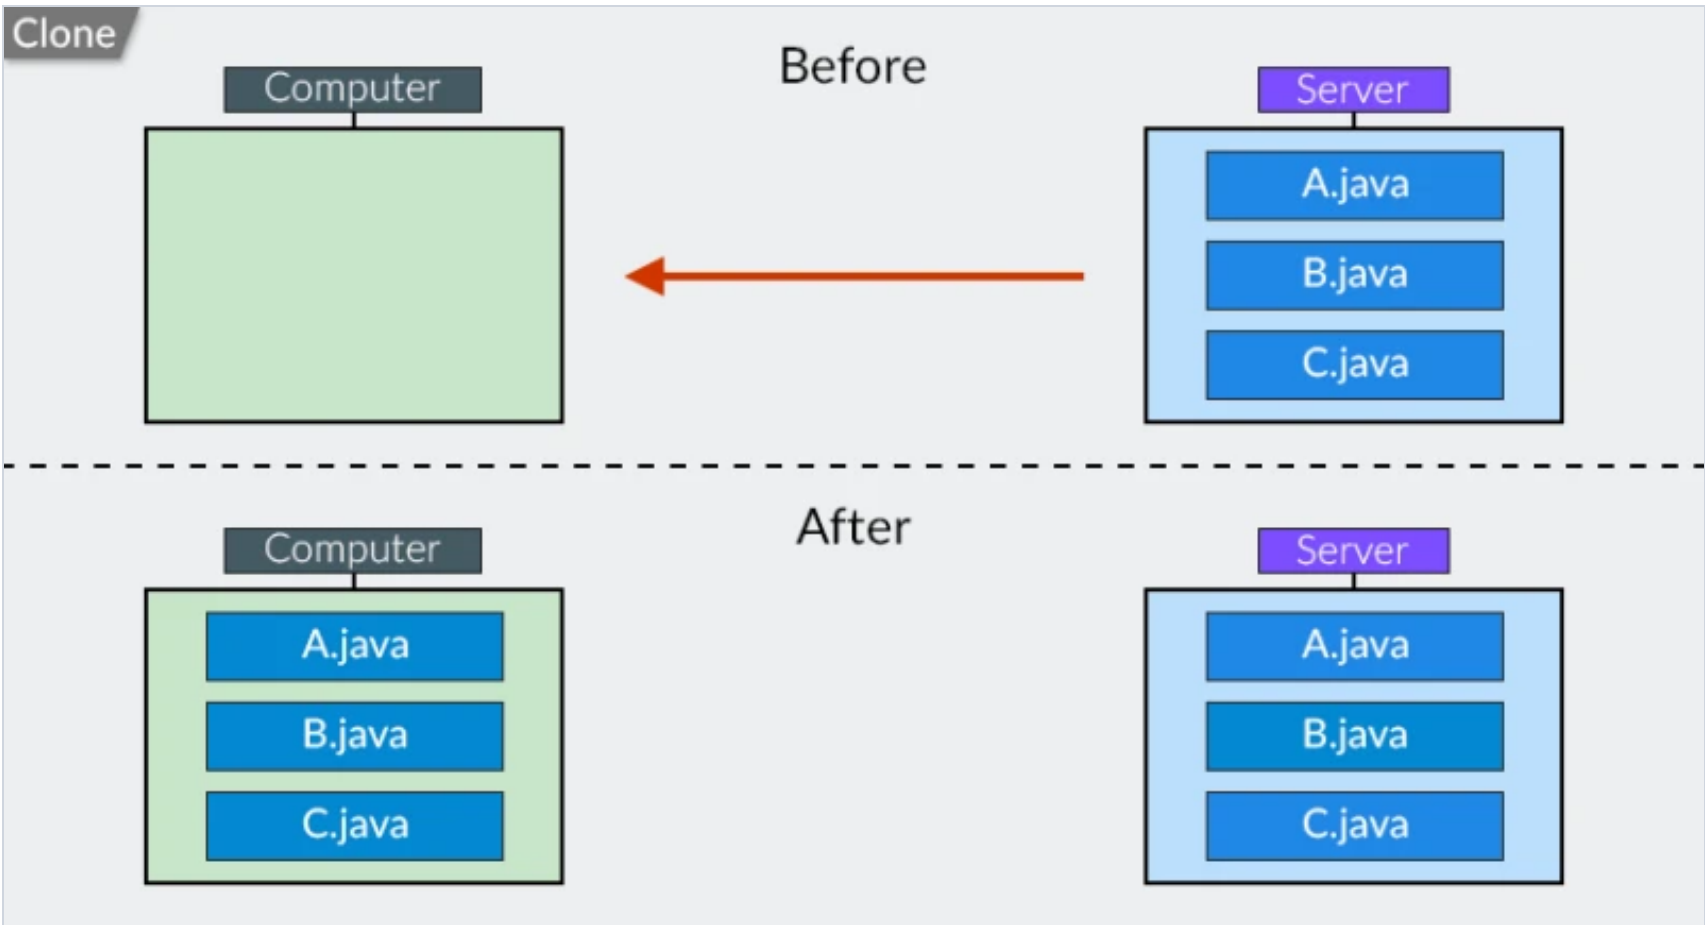 Clone
Before
Computer
Server
A.java
B.java
C.java
After
Computer
Server
A.java
B.java
C.java
A.java
B.java
C.java